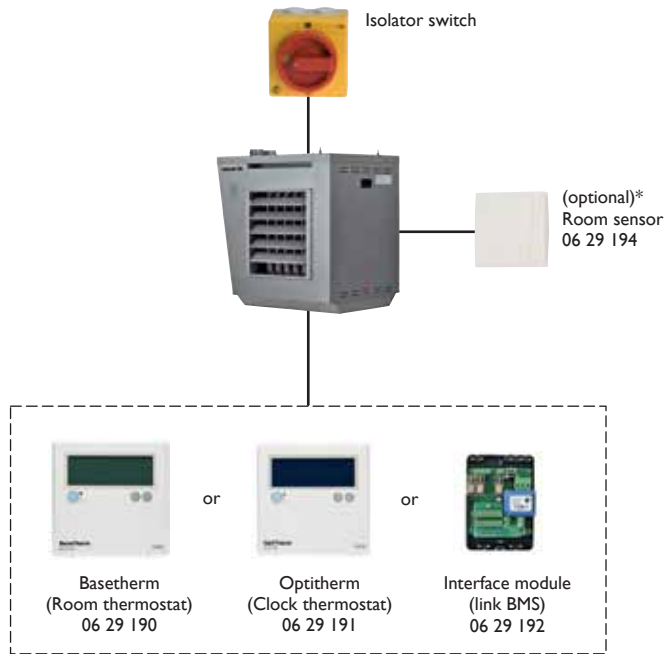 Isolator switch
(optional)*
Room sensor
06 29 194
or
or
Basetherm
(Room thermostat)
06 29 190
Optitherm
(Clock thermostat)
06 29 191
Interface module
(link BMS)
06 29 192